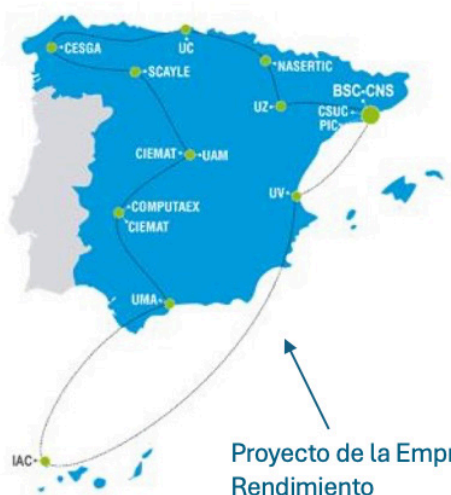 CESGA
UC
SCAYLE
NASERTIC
BSC-CNS
UZ
CSUC
PIC
CIEMAT UAM
UV
COMPUTAEX
CIEMAT
UMA
IAC
Proyecto de la
Rendimiento